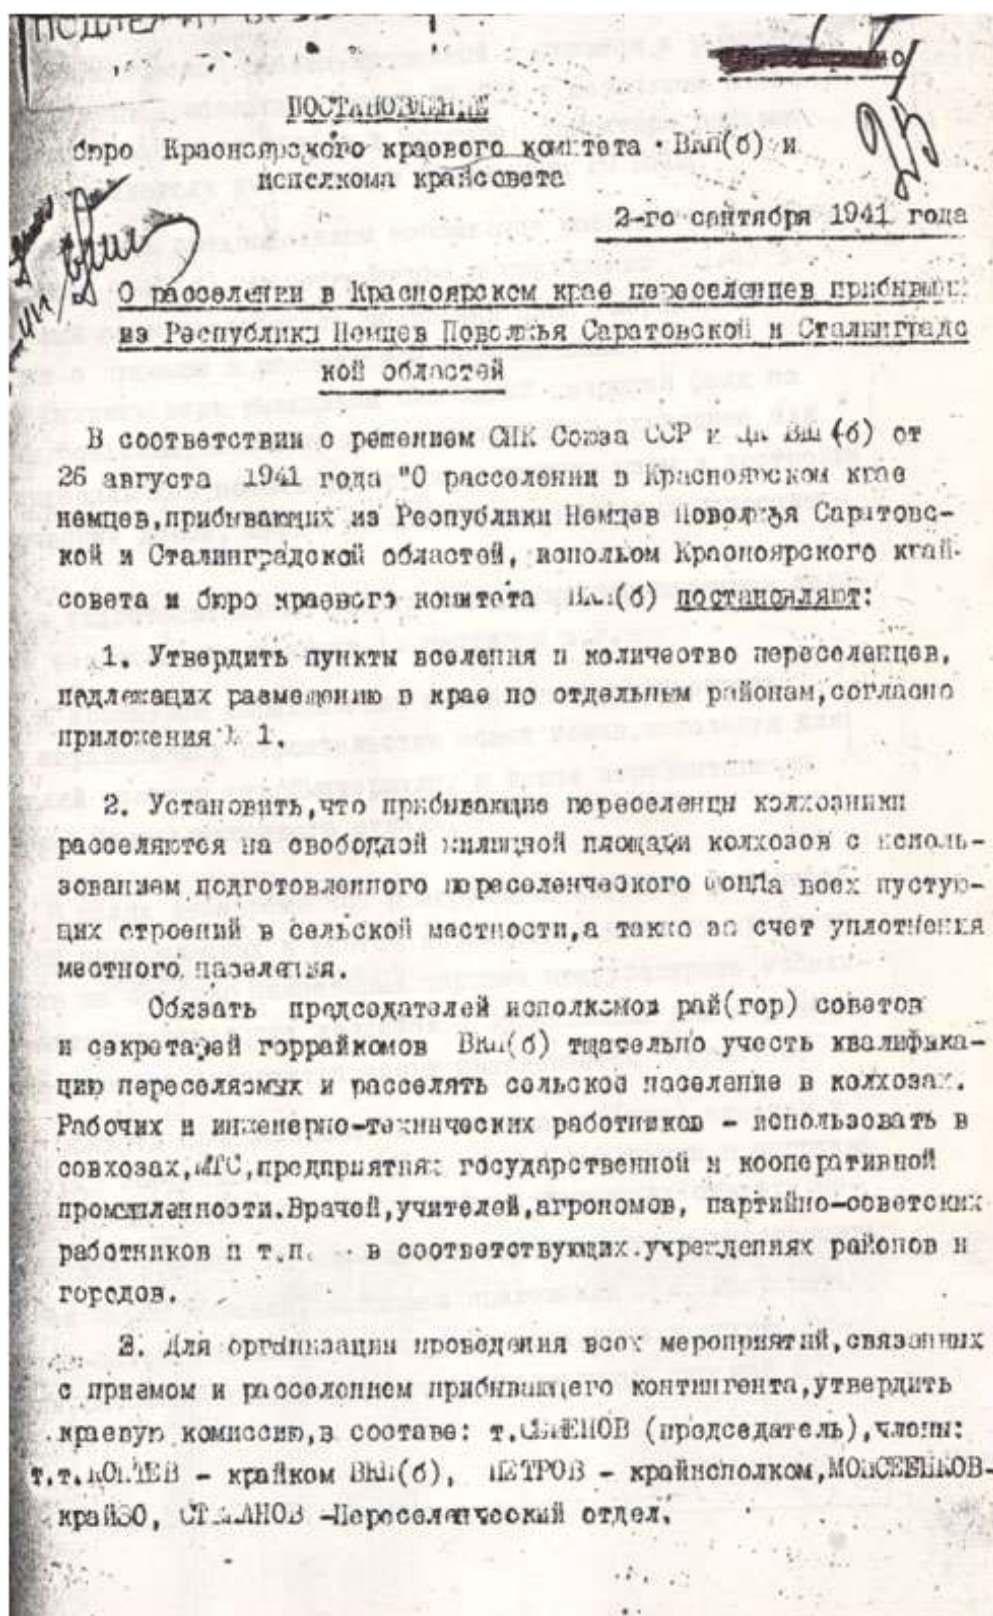 ПОСТАНОВЛЕНИЕ
бюро Красноярского краевого комитета ВКП(б) и
исполкома крайсовета
2-го сентября 1941 года
О расселении в Красноярском крае переселенцев прибывши
из Республики Немцев Поволжья Саратовской и Сталинградс
кой областей
В соответствии с решением СНК Союза ССР и ЦК ВКП(б) от
26 августа 1941 года "О расселении в Красноярском крае
немцев,прибывающих из Республики Немцев Поволжья Саратовс-
кой и Сталинградской областей, исполком Красноярского край-
совета и бюро краевого комитета ВКП(б) постановляют:
1. Утвердить пункты вселения и количество переселенцев,
подлежащих размещению в крае по отдельным районам,согласно
приложения № 1.
2. Установить,что прибывающие переселенцы колхозники
расселяются на свободной жилищной площади колхозов с исполь-
зованием подготовленного переселенческого фонда всех пустую-
щих строений в сельской местности,а также за счет уплотнения
местного населения.
Обязать председателей исполкомов рай(гор) советов
и секретарей горрайкомов ВКП(б) тщательно учесть квалифика-
цию переселяемых и расселять сельское население в колхозах.
Рабочих и инженерно-технических работников - использовать в
совхозах,МТС,предприятиях государственной и кооперативной
промышленности.Врачей,учителей,агрономов, партийно-советских
работников и т.п. - в соответствующих учреждениях районов и
городов.
3. Для организации проведения всех мероприятий,связанных
с приемом и расселением прибывающего контингента,утвердить
краевую комиссию,в составе: т.СЕМЕНОВ (председатель),члены:
т.т. - крайком ВКП(б), ПЕТРОВ - крайисполком,МОИСЕЕНКОВ-
крайЗО, СТЕПАНОВ -Переселенческий отдел.